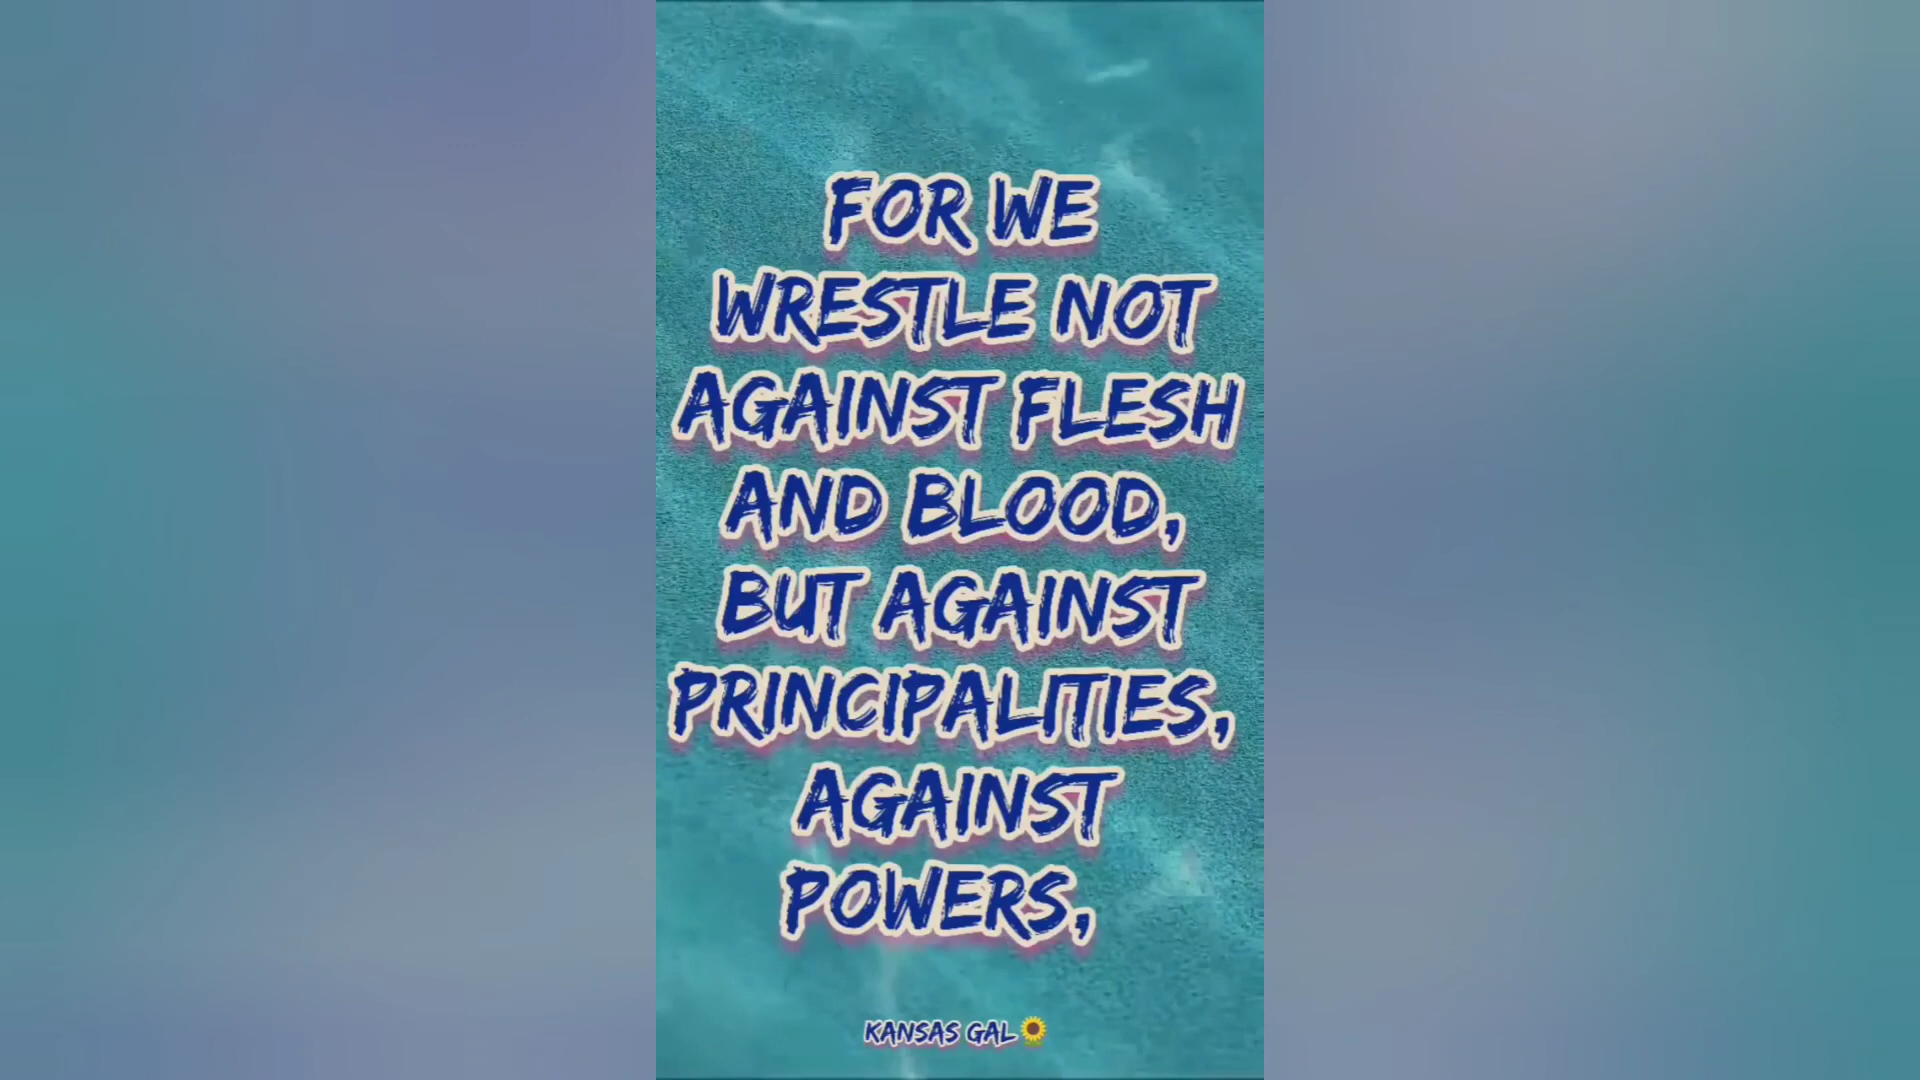 FOR WE
WRESTLE NOT
AGAINST FLESH
AND BLOOD,
BUT AGAINST
PRINCIPALITIES,
AGAINST
POWERS,
KANSAS GAL🌻